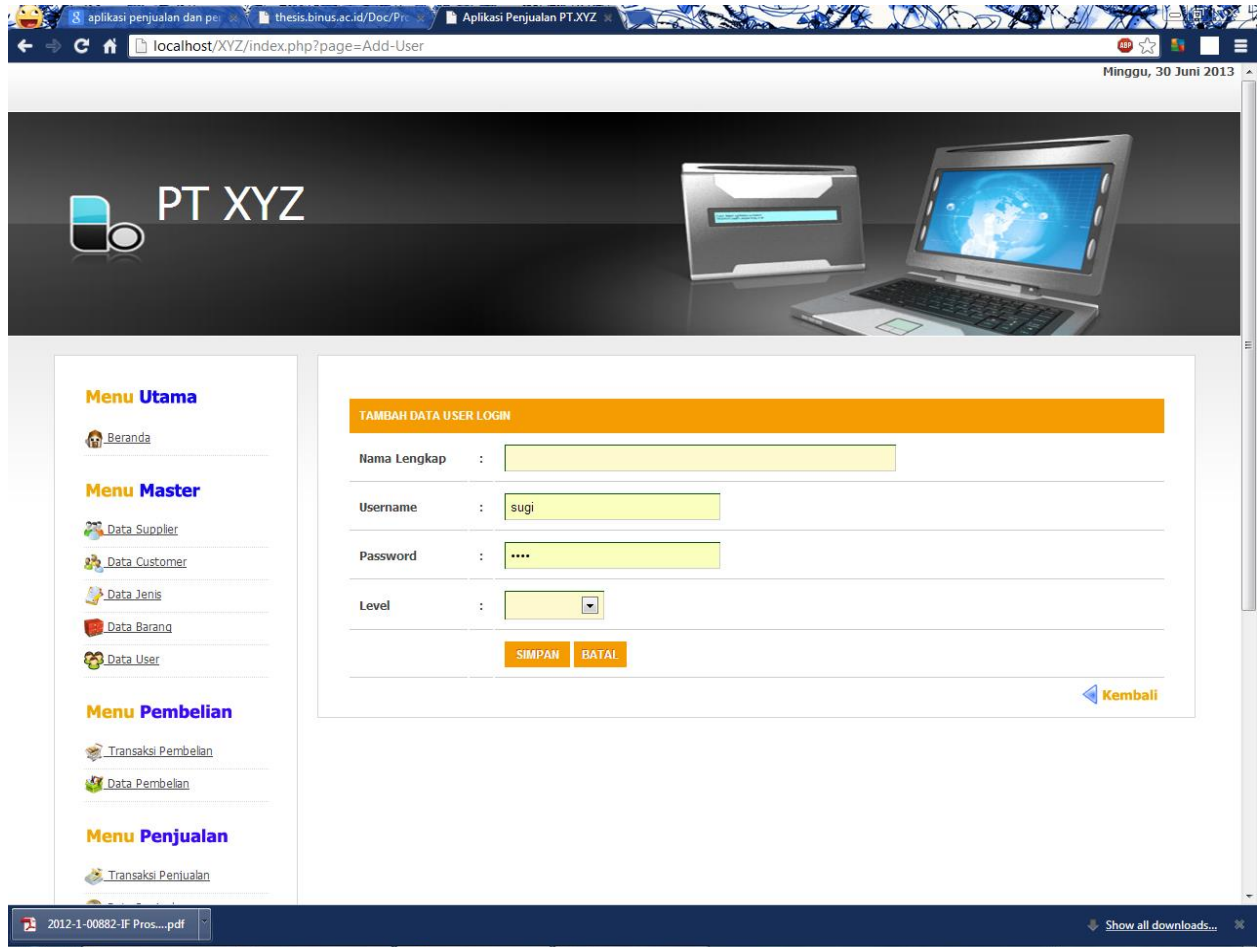 aplikasi penjualan dan pe
thesis.binus.ac.id/Doc/Pro
Aplikasi Penjualan PT.XYZ
localhost/XYZ/index.php?page=Add-User
ABP
Minggu, 30 Juni 2013
PT XYZ
Menu Utama
Beranda
Menu Master
Data Supplier
Data Customer
Data Jenis
Data Barang
Data User
Menu Pembelian
Transaksi Pembelian
Data Pembelian
Menu Penjualan
Transaksi Penjualan
TAMBAH DATA USER LOGIN
Nama Lengkap :
Username : sugi
Password : ••••
Level :
SIMPAN BATAL
Kembali
2012-1-00882-IF Pros....pdf
Show all downloads...